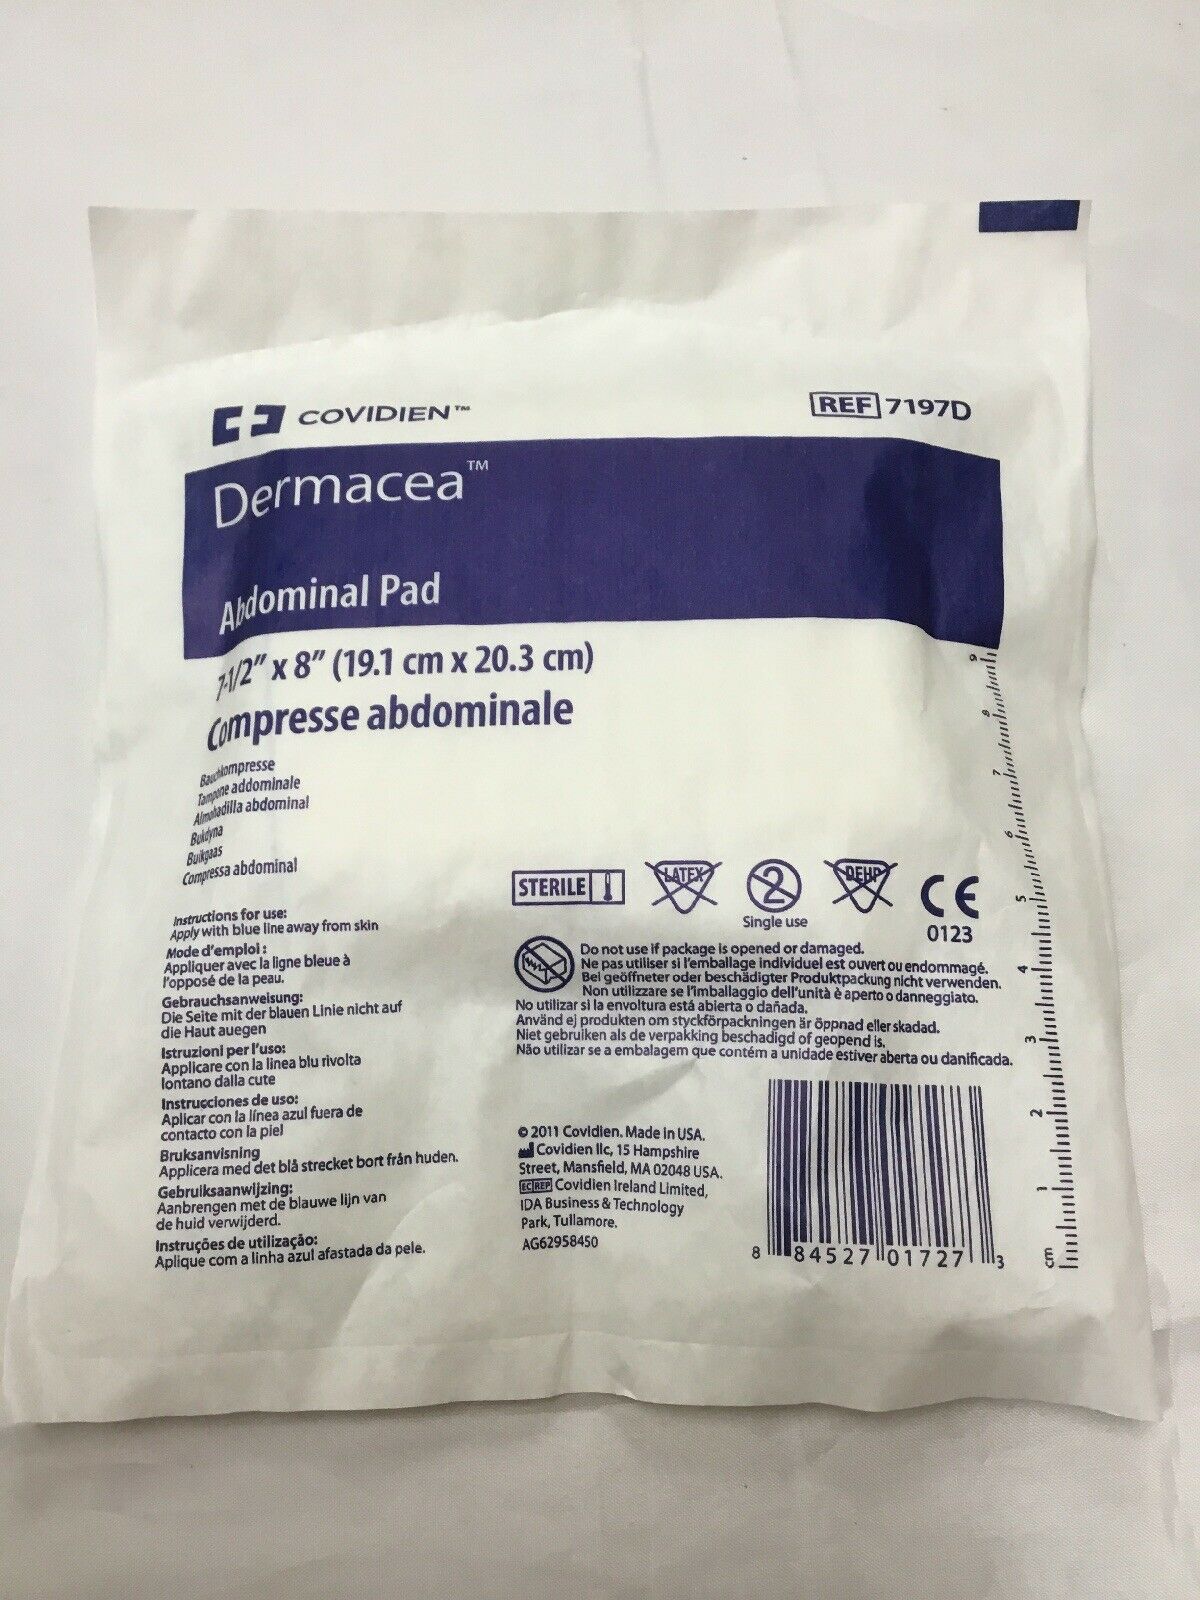 COVIDIEN™
REF 7197D
Dermacea™
Abdominal Pad
7-1/2" x 8" (19.1 cm x 20.3 cm)
Compresse abdominale
Bauchkompresse
Tampone addominale
Almohadilla abdominal
Bukdyna
Buikgaas
Compressa abdominal
Instructions for use:
Apply with blue line away from skin
Mode d'emploi :
Appliquer avec la ligne bleue à
l'opposé de la peau.
Gebrauchsanweisung:
Die Seite mit der blauen Linie nicht auf
die Haut auegen
Istruzioni per l'uso:
Applicare con la linea blu rivolta
lontano dalla cute
Instrucciones de uso:
Aplicar con la línea azul fuera de
contacto con la piel
Bruksanvisning
Applicera med det blå strecket bort från huden.
Gebruiksaanwijzing:
Aanbrengen met de blauwe lijn van
de huid verwijderd.
Instruções de utilização:
Aplique com a linha azul afastada da pele.
STERILE
LATEX
2
Single use
DEHP
CE
0123
Do not use if package is opened or damaged.
Ne pas utiliser si l'emballage individuel est ouvert ou endommagé.
Bei geöffneter oder beschädigter Produktpackung nicht verwenden.
Non utilizzare se l'imballaggio dell'unità è aperto o danneggiato.
No utilizar si la envoltura está abierta o dañada.
Använd ej produkten om styckförpackningen är öppnad eller skadad.
Niet gebruiken als de verpakking beschadigd of geopend is.
Não utilizar se a embalagem que contém a unidade estiver aberta ou danificada.
© 2011 Covidien. Made in USA.
Covidien llc, 15 Hampshire
Street, Mansfield, MA 02048 USA.
EC REP Covidien Ireland Limited,
IDA Business & Technology
Park, Tullamore.
AG62958450
8 84527 01727 3
cm 1 2 3 4 5 6 7 8 9